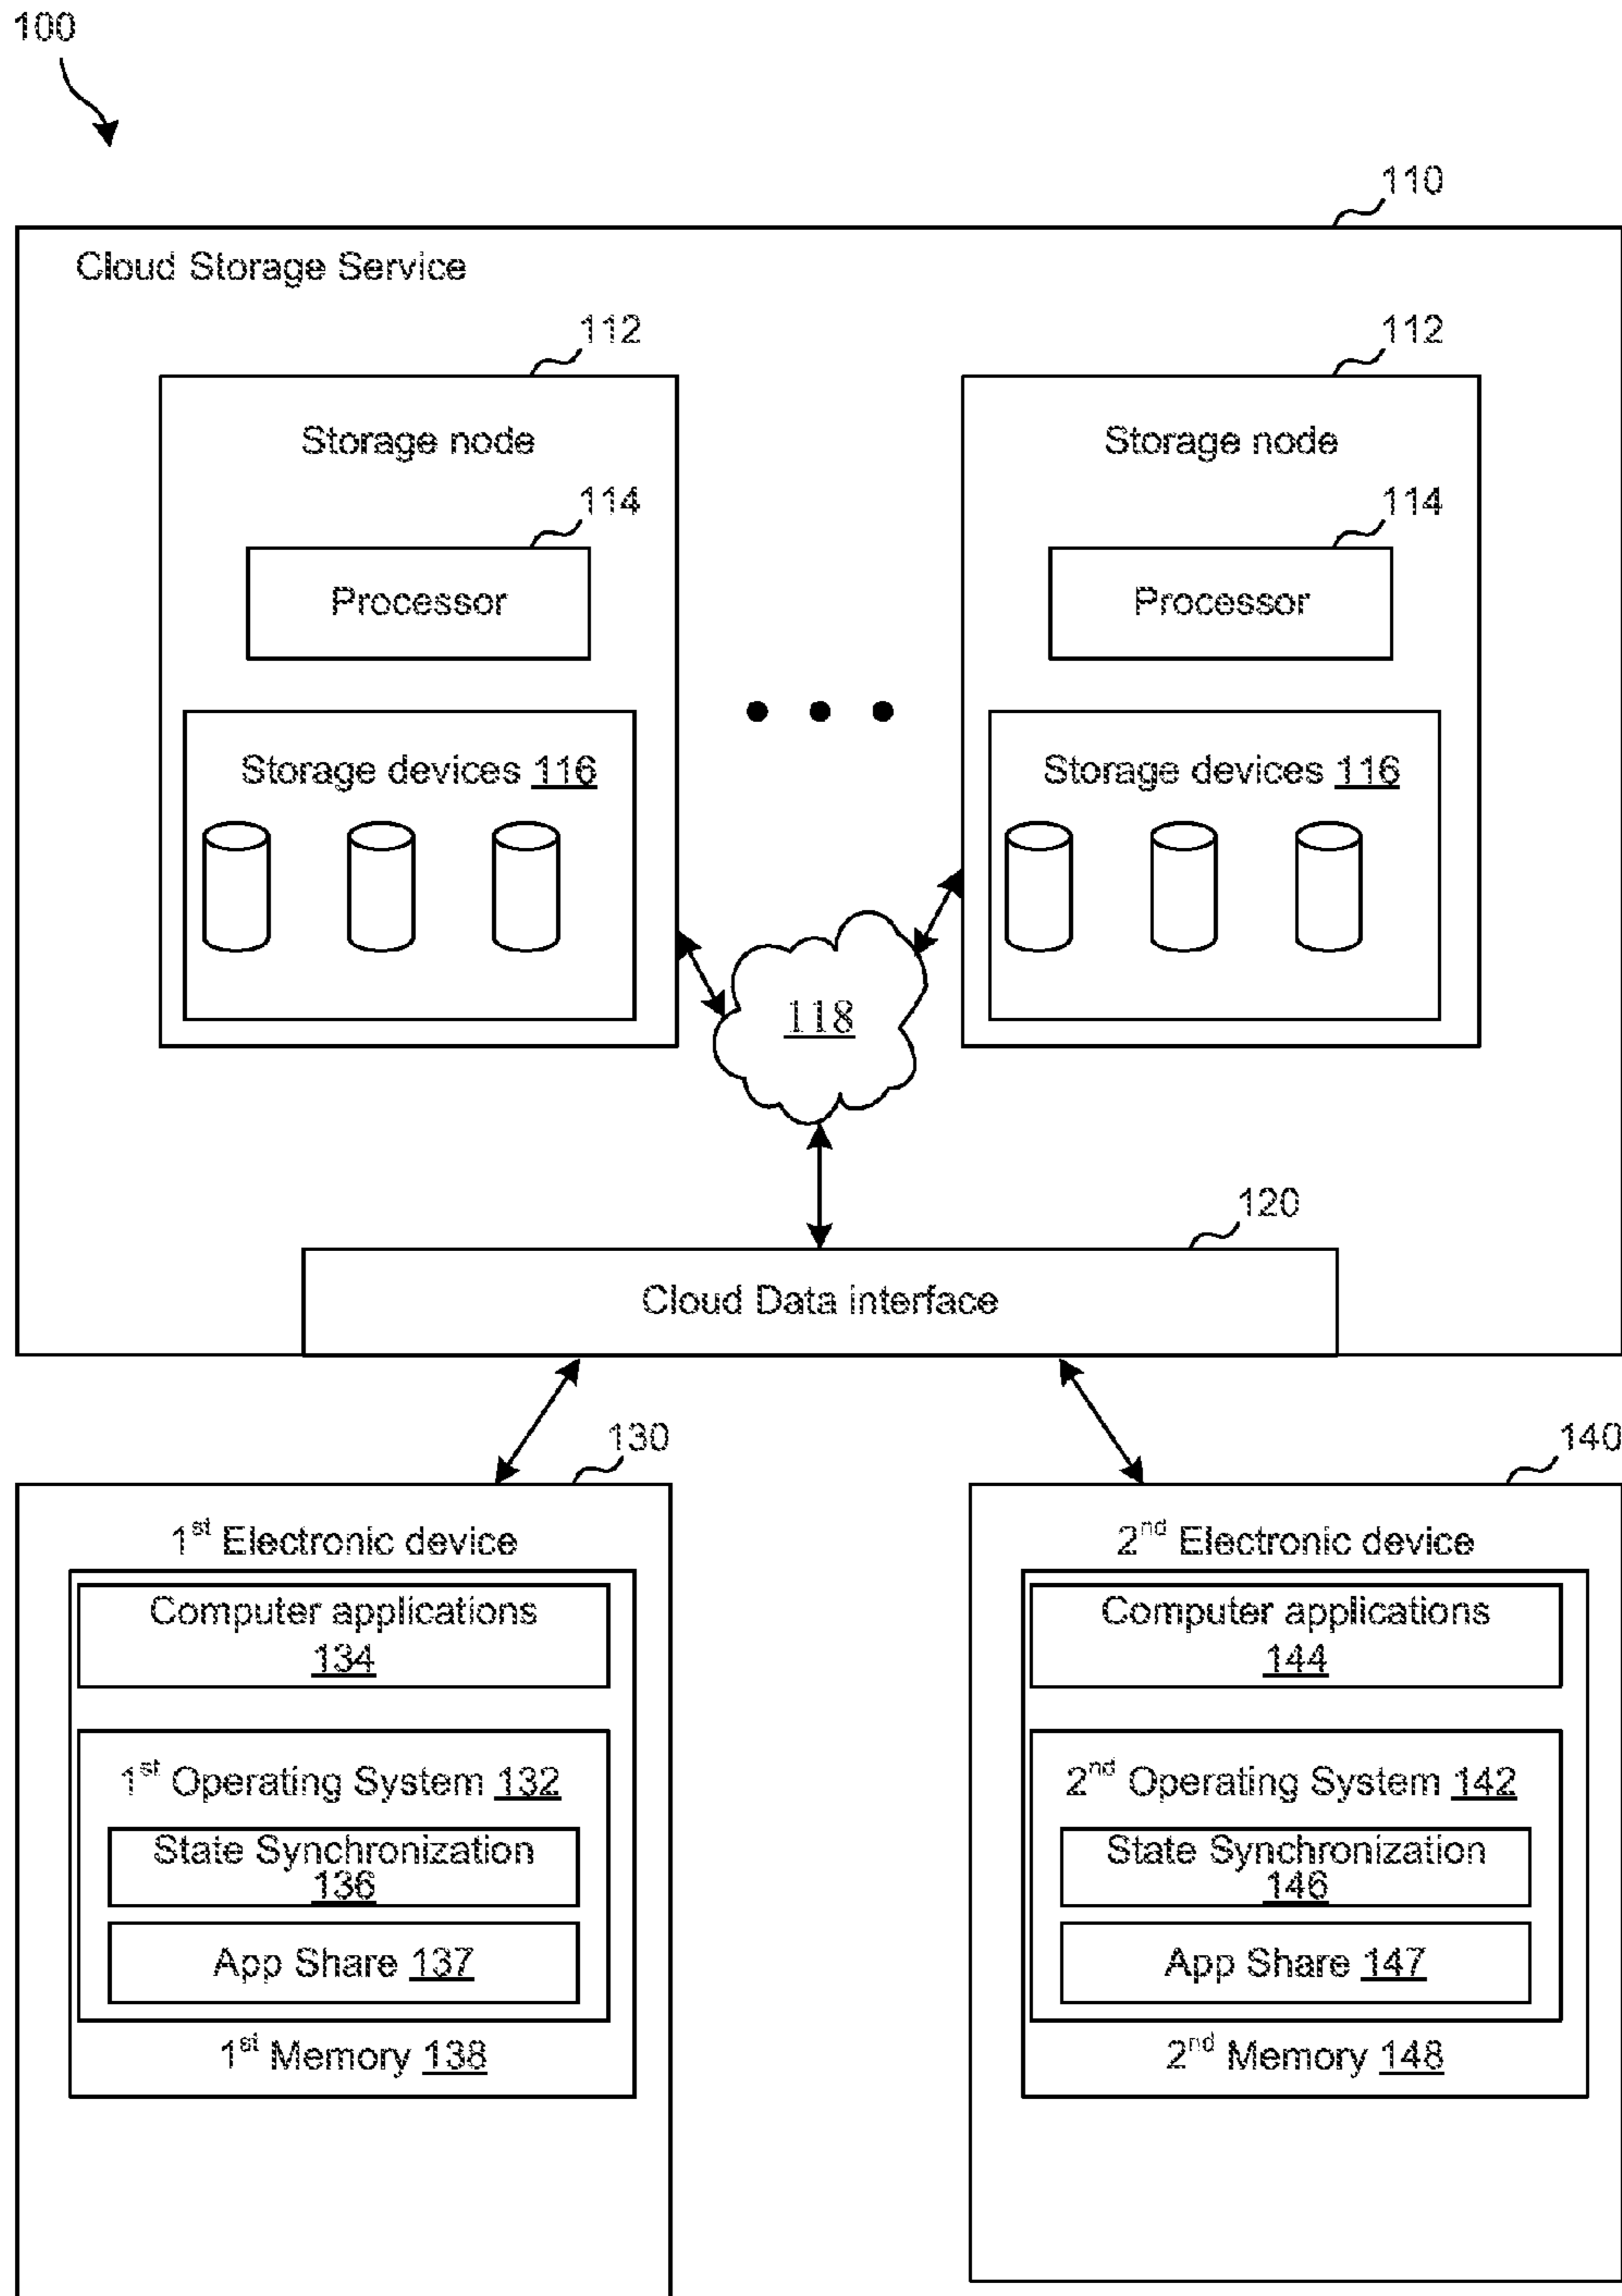 100
110
Cloud Storage Service
112
112
Storage node
Storage node
114
114
Processor
Processor
Storage devices 116
Storage devices 116
118
120
Cloud Data interface
130
140
1st Electronic device
2nd Electronic device
Computer applications
134
Computer applications
144
1st Operating System 132
2nd Operating System 142
State Synchronization
136
State Synchronization
146
App Share 137
App Share 147
1st Memory 138
2nd Memory 148